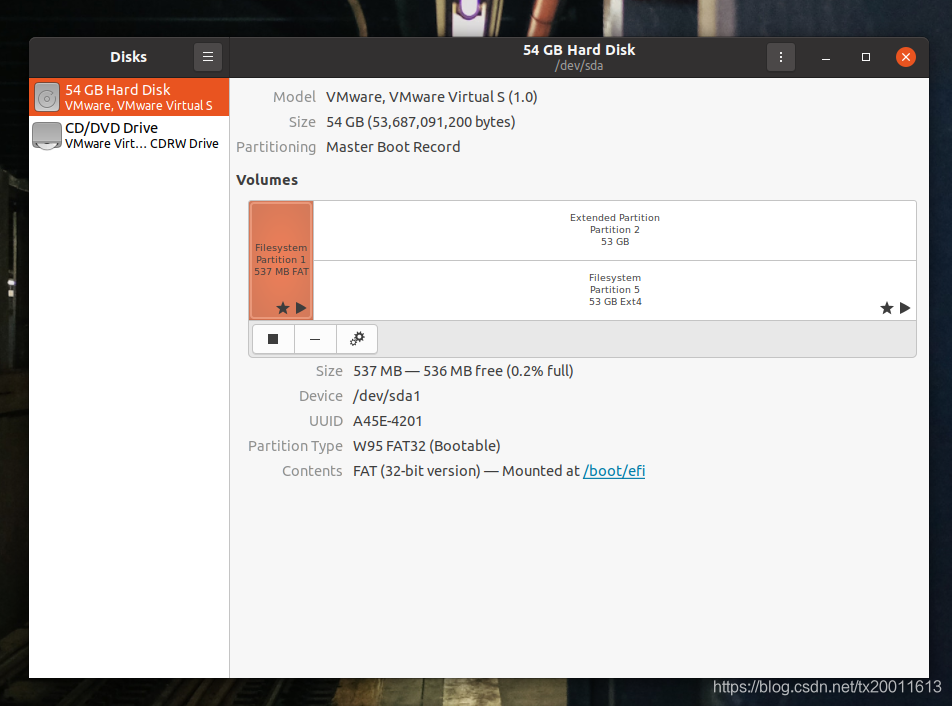 Disks
54 GB Hard Disk
/dev/sda
54 GB Hard Disk
VMware, VMware Virtual S
CD/DVD Drive
VMware Virt… CDRW Drive
Model VMware, VMware Virtual S (1.0)
Size 54 GB (53,687,091,200 bytes)
Partitioning Master Boot Record
Volumes
Filesystem
Partition 1
537 MB FAT
Extended Partition
Partition 2
53 GB
Filesystem
Partition 5
53 GB Ext4
Size 537 MB — 536 MB free (0.2% full)
Device /dev/sda1
UUID A45E-4201
Partition Type W95 FAT32 (Bootable)
Contents FAT (32-bit version) — Mounted at /boot/efi
https://blog.csdn.net/tx20011613